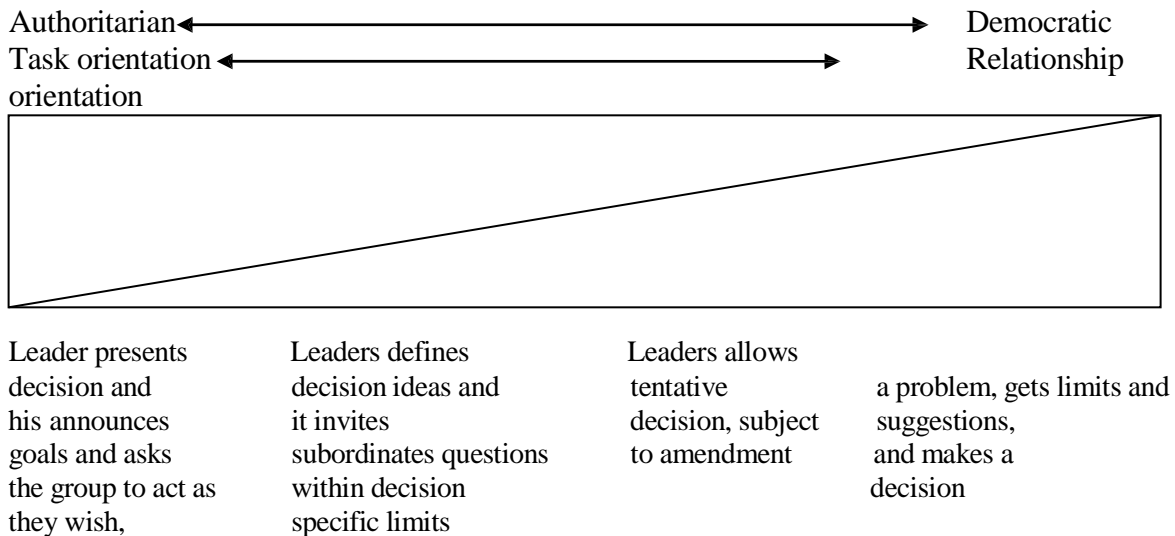 Authoritarian Democratic
Task orientation Relationship
orientation
Leader presents Leaders defines Leaders allows
decision and decision ideas and tentative a problem, gets limits and
his announces it invites decision, subject suggestions,
goals and asks subordinates questions to amendment and makes a
the group to act as within decision decision
they wish, specific limits